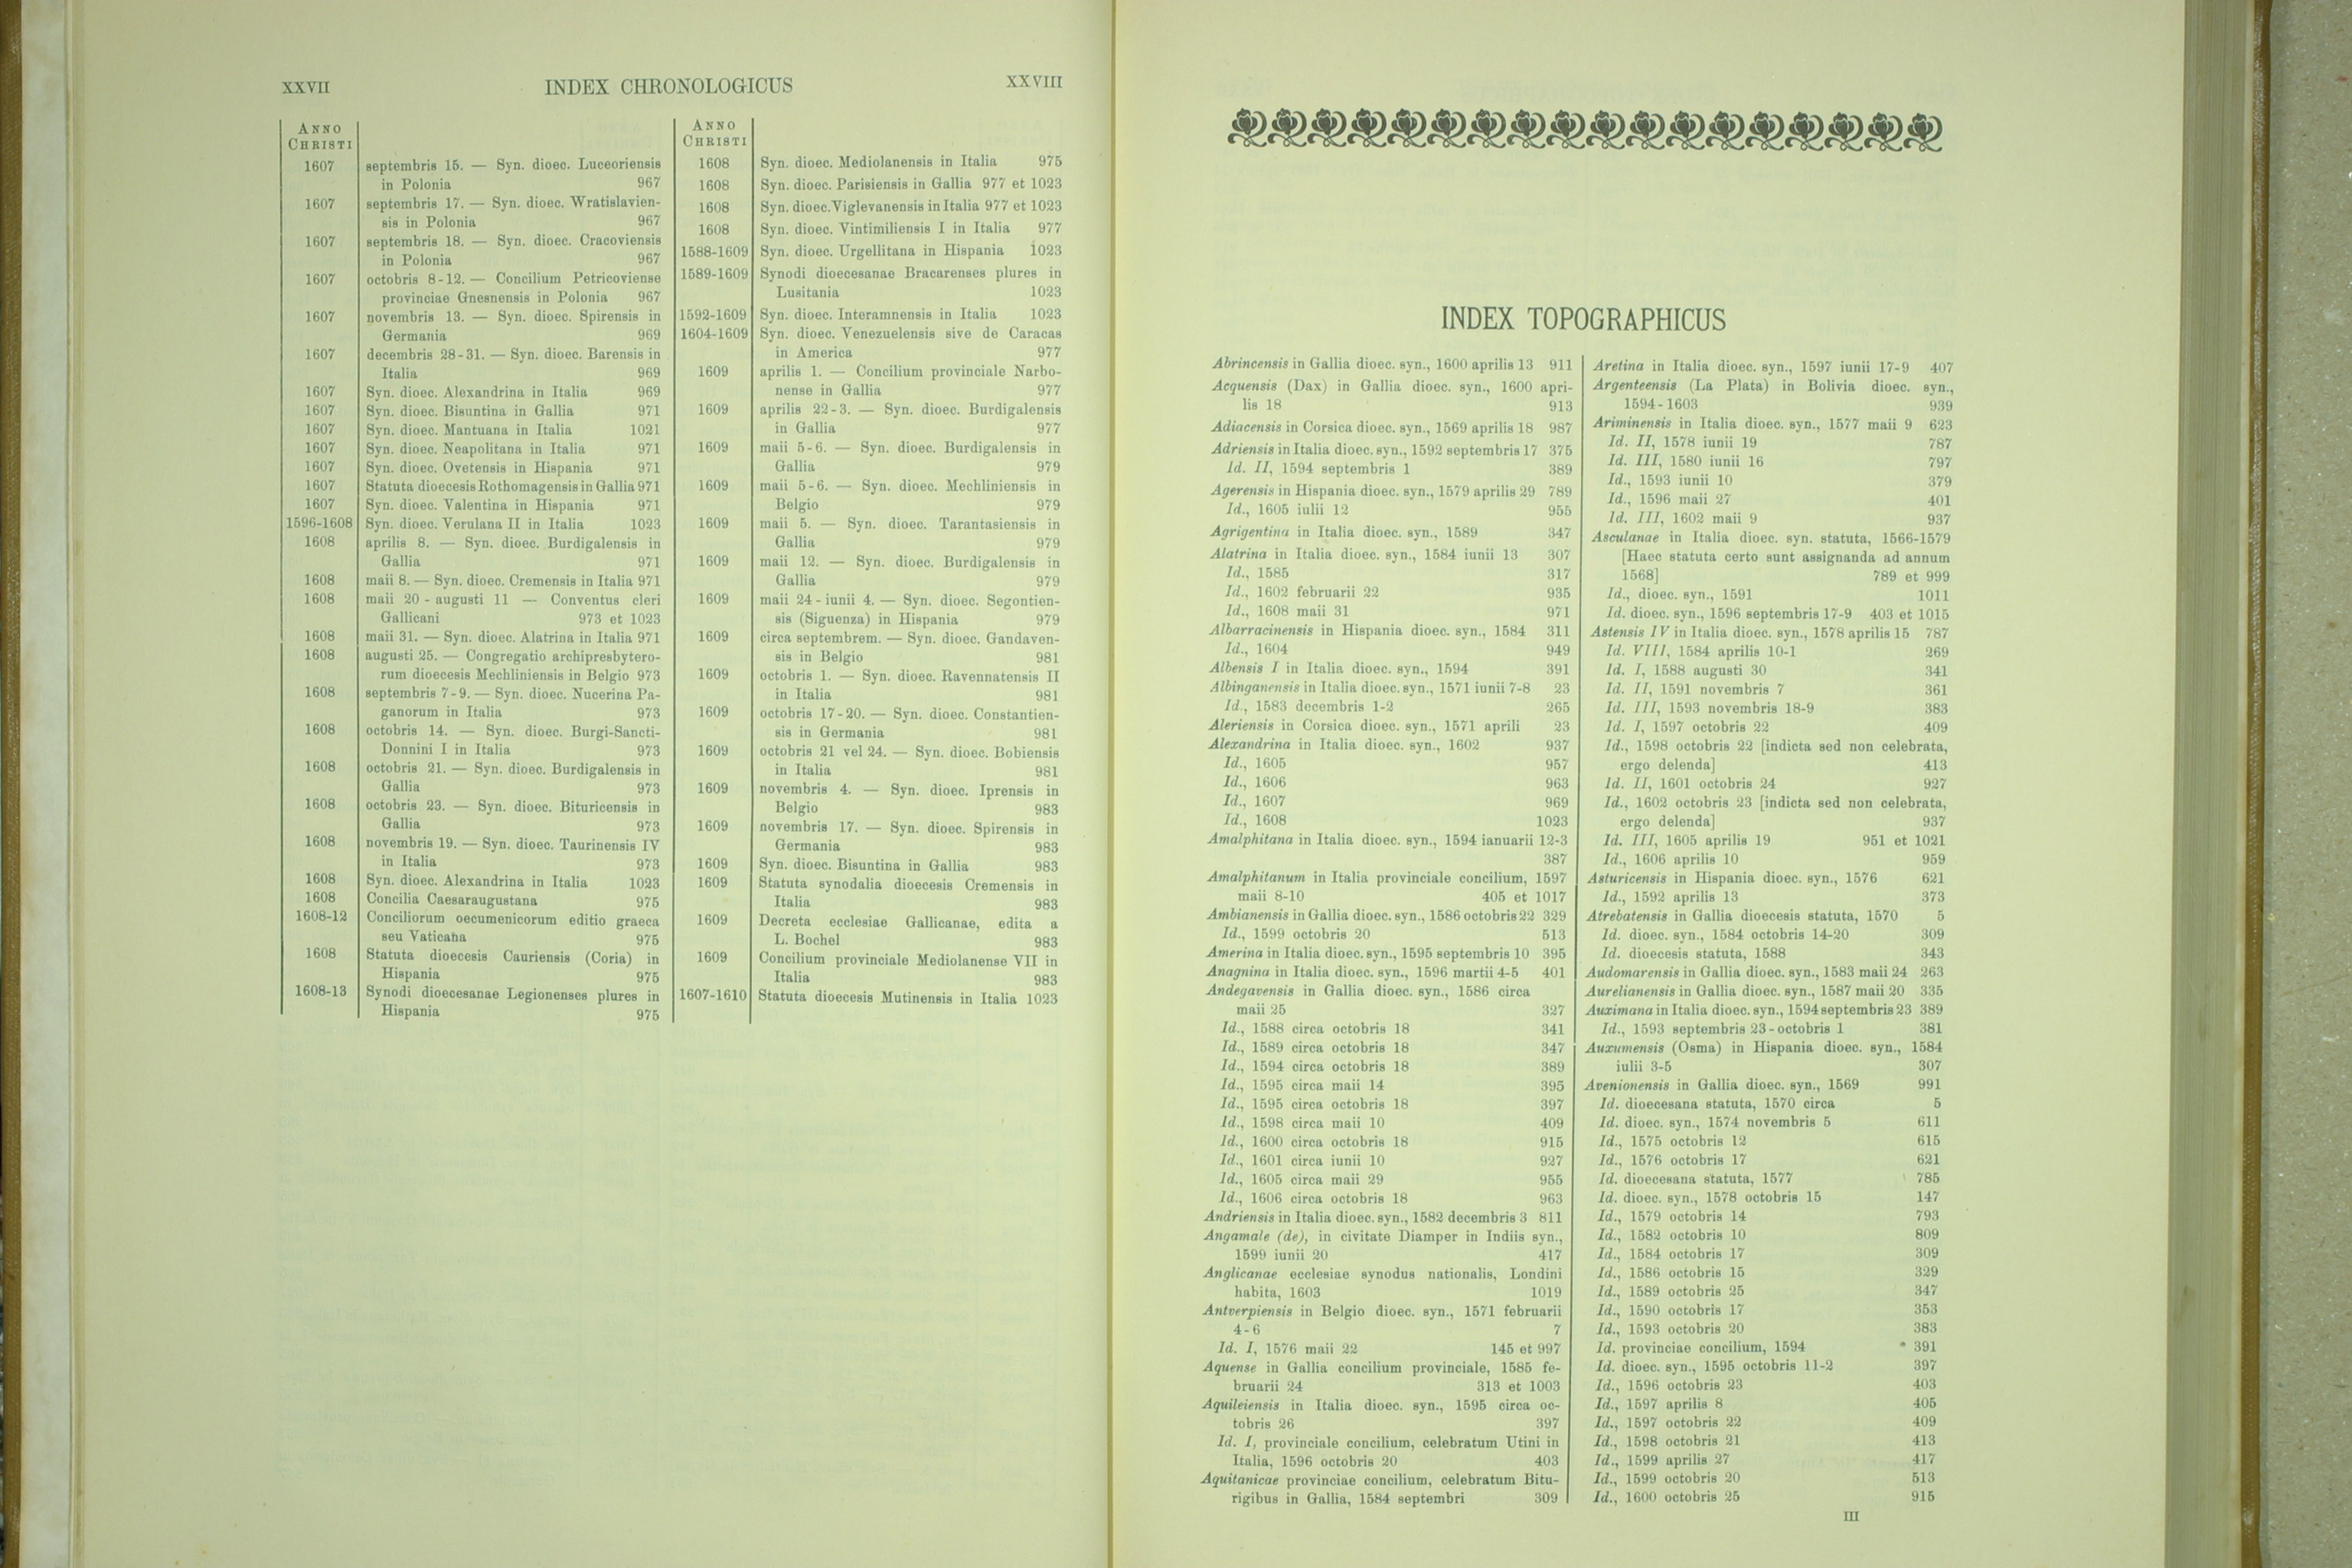 XXVII
INDEX CHRONOLOGICUS
XXVIII
ANNO
CHRISTI
1607 septembris 15. — Syn. dioec. Luceoriensis
in Polonia 967
1607 septembris 17. — Syn. dioec. Wratislavien-
sis in Polonia 967
1607 septembris 18. — Syn. dioec. Cracoviensis
in Polonia 967
1607 octobris 8-12. — Concilium Petricoviense
provinciae Gnesnensis in Polonia 967
1607 novembris 13. — Syn. dioec. Spirensis in
Germania 969
1607 decembris 28-31. — Syn. dioec. Barensis in
Italia 969
1607 Syn. dioec. Alexandrina in Italia 969
1607 Syn. dioec. Bisuntina in Gallia 971
1607 Syn. dioec. Mantuana in Italia 1021
1607 Syn. dioec. Neapolitana in Italia 971
1607 Syn. dioec. Ovetensis in Hispania 971
1607 Statuta dioecesis Rothomagensis in Gallia 971
1607 Syn. dioec. Valentina in Hispania 971
1596-1608 Syn. dioec. Verulana II in Italia 1023
1608 aprilis 8. — Syn. dioec. Burdigalensis in
Gallia 971
1608 maii 8. — Syn. dioec. Cremensis in Italia 971
1608 maii 20 - augusti 11 — Conventus cleri
Gallicani 973 et 1023
1608 maii 31. — Syn. dioec. Alatrina in Italia 971
1608 augusti 25. — Congregatio archipresbytero-
rum dioecesis Mechliniensis in Belgio 973
1608 septembris 7-9. — Syn. dioec. Nucerina Pa-
ganorum in Italia 973
1608 octobris 14. — Syn. dioec. Burgi-Sancti-
Donnini I in Italia 973
1608 octobris 21. — Syn. dioec. Burdigalensis in
Gallia 973
1608 octobris 23. — Syn. dioec. Bituricensis in
Gallia 973
1608 novembris 19. — Syn. dioec. Taurinensis IV
in Italia 973
1608 Syn. dioec. Alexandrina in Italia 1023
1608 Concilia Caesaraugustana 975
1608-12 Conciliorum oecumenicorum editio graeca
seu Vaticana 975
1608 Statuta dioecesis Cauriensis (Coria) in
Hispania 975
1608-13 Synodi dioecesanae Legionenses plures in
Hispania 975
ANNO
CHRISTI
1608 Syn. dioec. Mediolanensis in Italia 975
1608 Syn. dioec. Parisiensis in Gallia 977 et 1023
1608 Syn. dioec. Viglevanensis in Italia 977 et 1023
1608 Syn. dioec. Vintimiliensis I in Italia 977
1588-1609 Syn. dioec. Urgellitana in Hispania 1023
1589-1609 Synodi dioecesanae Bracarenses plures in
Lusitania 1023
1592-1609 Syn. dioec. Interamnensis in Italia 1023
1604-1609 Syn. dioec. Venezuelensis sive de Caracas
in America 977
1609 aprilis 1. — Concilium provinciale Narbo-
nense in Gallia 977
1609 aprilis 22-3. — Syn. dioec. Burdigalensis
in Gallia 977
1609 maii 5-6. — Syn. dioec. Burdigalensis in
Gallia 979
1609 maii 5-6. — Syn. dioec. Mechliniensis in
Belgio 979
1609 maii 5. — Syn. dioec. Tarantasiensis in
Gallia 979
1609 maii 12. — Syn. dioec. Burdigalensis in
Gallia 979
1609 maii 24 - iunii 4. — Syn. dioec. Segontien-
sis (Siguenza) in Hispania 979
1609 circa septembrem. — Syn. dioec. Gandaven-
sis in Belgio 981
1609 octobris 1. — Syn. dioec. Ravennatensis II
in Italia 981
1609 octobris 17-20. — Syn. dioec. Constantien-
sis in Germania 981
1609 octobris 21 vel 24. — Syn. dioec. Bobiensis
in Italia 981
1609 novembris 4. — Syn. dioec. Iprensis in
Belgio 983
1609 novembris 17. — Syn. dioec. Spirensis in
Germania 983
1609 Syn. dioec. Bisuntina in Gallia 983
1609 Statuta synodalia dioecesis Cremensis in
Italia 983
1609 Decreta ecclesiae Gallicanae, edita a
L. Bochel 983
1609 Concilium provinciale Mediolanense VII in
Italia 983
1607-1610 Statuta dioecesis Mutinensis in Italia 1023
INDEX TOPOGRAPHICUS
Abrincensis in Gallia dioec. syn., 1600 aprilis 13 911
Acquensis (Dax) in Gallia dioec. syn., 1600 apri-
lis 18 913
Adiacensis in Corsica dioec. syn., 1569 aprilis 18 987
Adriensis in Italia dioec. syn., 1592 septembris 17 375
Id. II, 1594 septembris 1 389
Agerensis in Hispania dioec. syn., 1579 aprilis 29 789
Id., 1605 iulii 12 955
Agrigentina in Italia dioec. syn., 1589 347
Alatrina in Italia dioec. syn., 1584 iunii 13 307
Id., 1585 317
Id., 1602 februarii 22 935
Id., 1608 maii 31 971
Albarracinensis in Hispania dioec. syn., 1584 311
Id., 1604 949
Albensis I in Italia dioec. syn., 1594 391
Albinganensis in Italia dioec. syn., 1571 iunii 7-8 23
Id., 1583 decembris 1-2 265
Aleriensis in Corsica dioec. syn., 1571 aprili 23
Alexandrina in Italia dioec. syn., 1602 937
Id., 1605 957
Id., 1606 963
Id., 1607 969
Id., 1608 1023
Amalphitana in Italia dioec. syn., 1594 ianuarii 12-3
387
Amalphitanum in Italia provinciale concilium, 1597
maii 8-10 405 et 1017
Ambianensis in Gallia dioec. syn., 1586 octobris 22 329
Id., 1599 octobris 20 513
Amerina in Italia dioec. syn., 1595 septembris 10 395
Anagnina in Italia dioec. syn., 1596 martii 4-5 401
Andegavensis in Gallia dioec. syn., 1586 circa
maii 25 327
Id., 1588 circa octobris 18 341
Id., 1589 circa octobris 18 347
Id., 1594 circa octobris 18 389
Id., 1595 circa maii 14 395
Id., 1595 circa octobris 18 397
Id., 1598 circa maii 10 409
Id., 1600 circa octobris 18 915
Id., 1601 circa iunii 10 927
Id., 1605 circa maii 29 955
Id., 1606 circa octobris 18 963
Andriensis in Italia dioec. syn., 1582 decembris 3 811
Angamale (de), in civitate Diamper in Indiis syn.,
1599 iunii 20 417
Anglicanae ecclesiae synodus nationalis, Londini
habita, 1603 1019
Antverpiensis in Belgio dioec. syn., 1571 februarii
4-6 7
Id. I, 1576 maii 22 145 et 997
Aquense in Gallia concilium provinciale, 1585 fe-
bruarii 24 313 et 1003
Aquileiensis in Italia dioec. syn., 1595 circa oc-
tobris 26 397
Id. I, provinciale concilium, celebratum Utini in
Italia, 1596 octobris 20 403
Aquitanicae provinciae concilium, celebratum Bitu-
rigibus in Gallia, 1584 septembri 309
Aretina in Italia dioec. syn., 1597 iunii 17-9 407
Argenteensis (La Plata) in Bolivia dioec. syn.,
1594-1603 939
Ariminensis in Italia dioec. syn., 1577 maii 9 623
Id. II, 1578 iunii 19 787
Id. III, 1580 iunii 16 797
Id., 1593 iunii 10 379
Id., 1596 maii 27 401
Id. III, 1602 maii 9 937
Asculanae in Italia dioec. syn. statuta, 1566-1579
[Haec statuta certo sunt assignanda ad annum
1568] 789 et 999
Id., dioec. syn., 1591 1011
Id. dioec. syn., 1596 septembris 17-9 403 et 1015
Astensis IV in Italia dioec. syn., 1578 aprilis 15 787
Id. VIII, 1584 aprilis 10-1 269
Id. I, 1588 augusti 30 341
Id. II, 1591 novembris 7 361
Id. III, 1593 novembris 18-9 383
Id. I, 1597 octobris 22 409
Id., 1598 octobris 22 [indicta sed non celebrata,
ergo delenda] 413
Id. II, 1601 octobris 24 927
Id., 1602 octobris 23 [indicta sed non celebrata,
ergo delenda] 937
Id. III, 1605 aprilis 19 951 et 1021
Id., 1606 aprilis 10 959
Asturicensis in Hispania dioec. syn., 1576 621
Id., 1592 aprilis 13 373
Atrebatensis in Gallia dioecesis statuta, 1570 5
Id. dioec. syn., 1584 octobris 14-20 309
Id. dioecesis statuta, 1588 343
Audomarensis in Gallia dioec. syn., 1583 maii 24 263
Aurelianensis in Gallia dioec. syn., 1587 maii 20 335
Auximana in Italia dioec. syn., 1594 septembris 23 389
Id., 1593 septembris 23 - octobris 1 381
Auxumensis (Osma) in Hispania dioec. syn., 1584
iulii 3-5 307
Avenionensis in Gallia dioec. syn., 1569 991
Id. dioecesana statuta, 1570 circa 5
Id. dioec. syn., 1574 novembris 5 611
Id., 1575 octobris 12 615
Id., 1576 octobris 17 621
Id. dioecesana statuta, 1577 785
Id. dioec. syn., 1578 octobris 15 147
Id., 1579 octobris 14 793
Id., 1582 octobris 10 809
Id., 1584 octobris 17 309
Id., 1586 octobris 15 329
Id., 1589 octobris 25 347
Id., 1590 octobris 17 353
Id., 1593 octobris 20 383
Id. provinciae concilium, 1594 391
Id. dioec. syn., 1595 octobris 11-2 397
Id., 1596 octobris 23 403
Id., 1597 aprilis 8 405
Id., 1597 octobris 22 409
Id., 1598 octobris 21 413
Id., 1599 aprilis 27 417
Id., 1599 octobris 20 513
Id., 1600 octobris 25 915
III